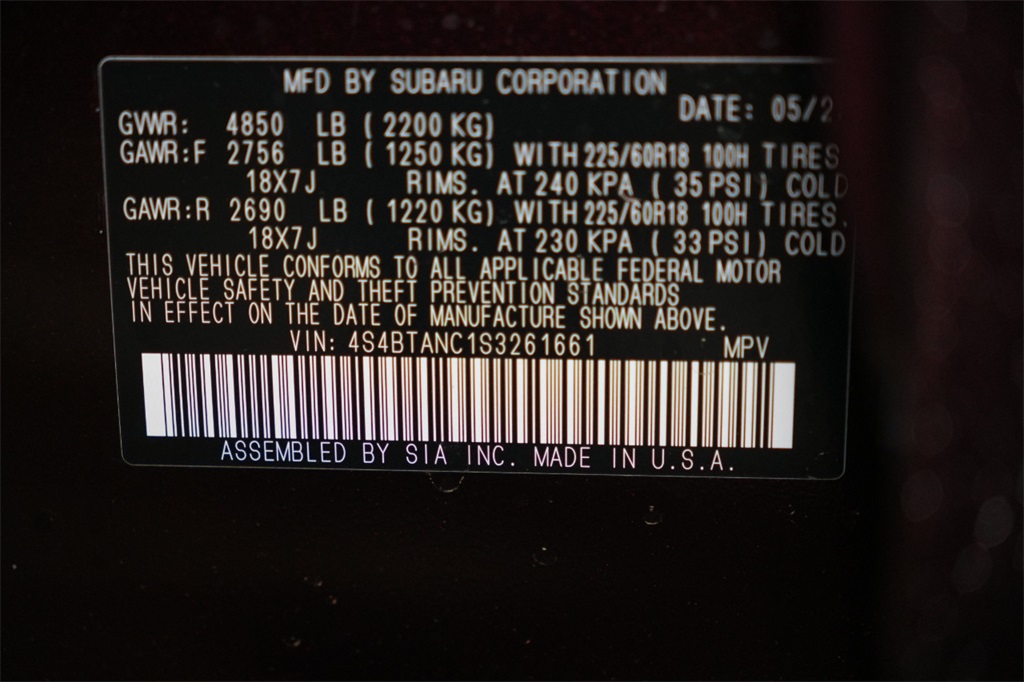 MFD BY SUBARU CORPORATION
DATE: 05/2
GVWR: 4850 LB ( 2200 KG)
GAWR:F 2756 LB ( 1250 KG) WITH 225/60R18 100H TIRES
18X7J RIMS. AT 240 KPA ( 35 PSI) COLD
GAWR:R 2690 LB ( 1220 KG) WITH 225/60R18 100H TIRES.
18X7J RIMS. AT 230 KPA ( 33 PSI) COLD
THIS VEHICLE CONFORMS TO ALL APPLICABLE FEDERAL MOTOR
VEHICLE SAFETY AND THEFT PREVENTION STANDARDS
IN EFFECT ON THE DATE OF MANUFACTURE SHOWN ABOVE.
VIN: 4S4BTANC1S3261661 MPV
ASSEMBLED BY SIA INC. MADE IN U.S.A.